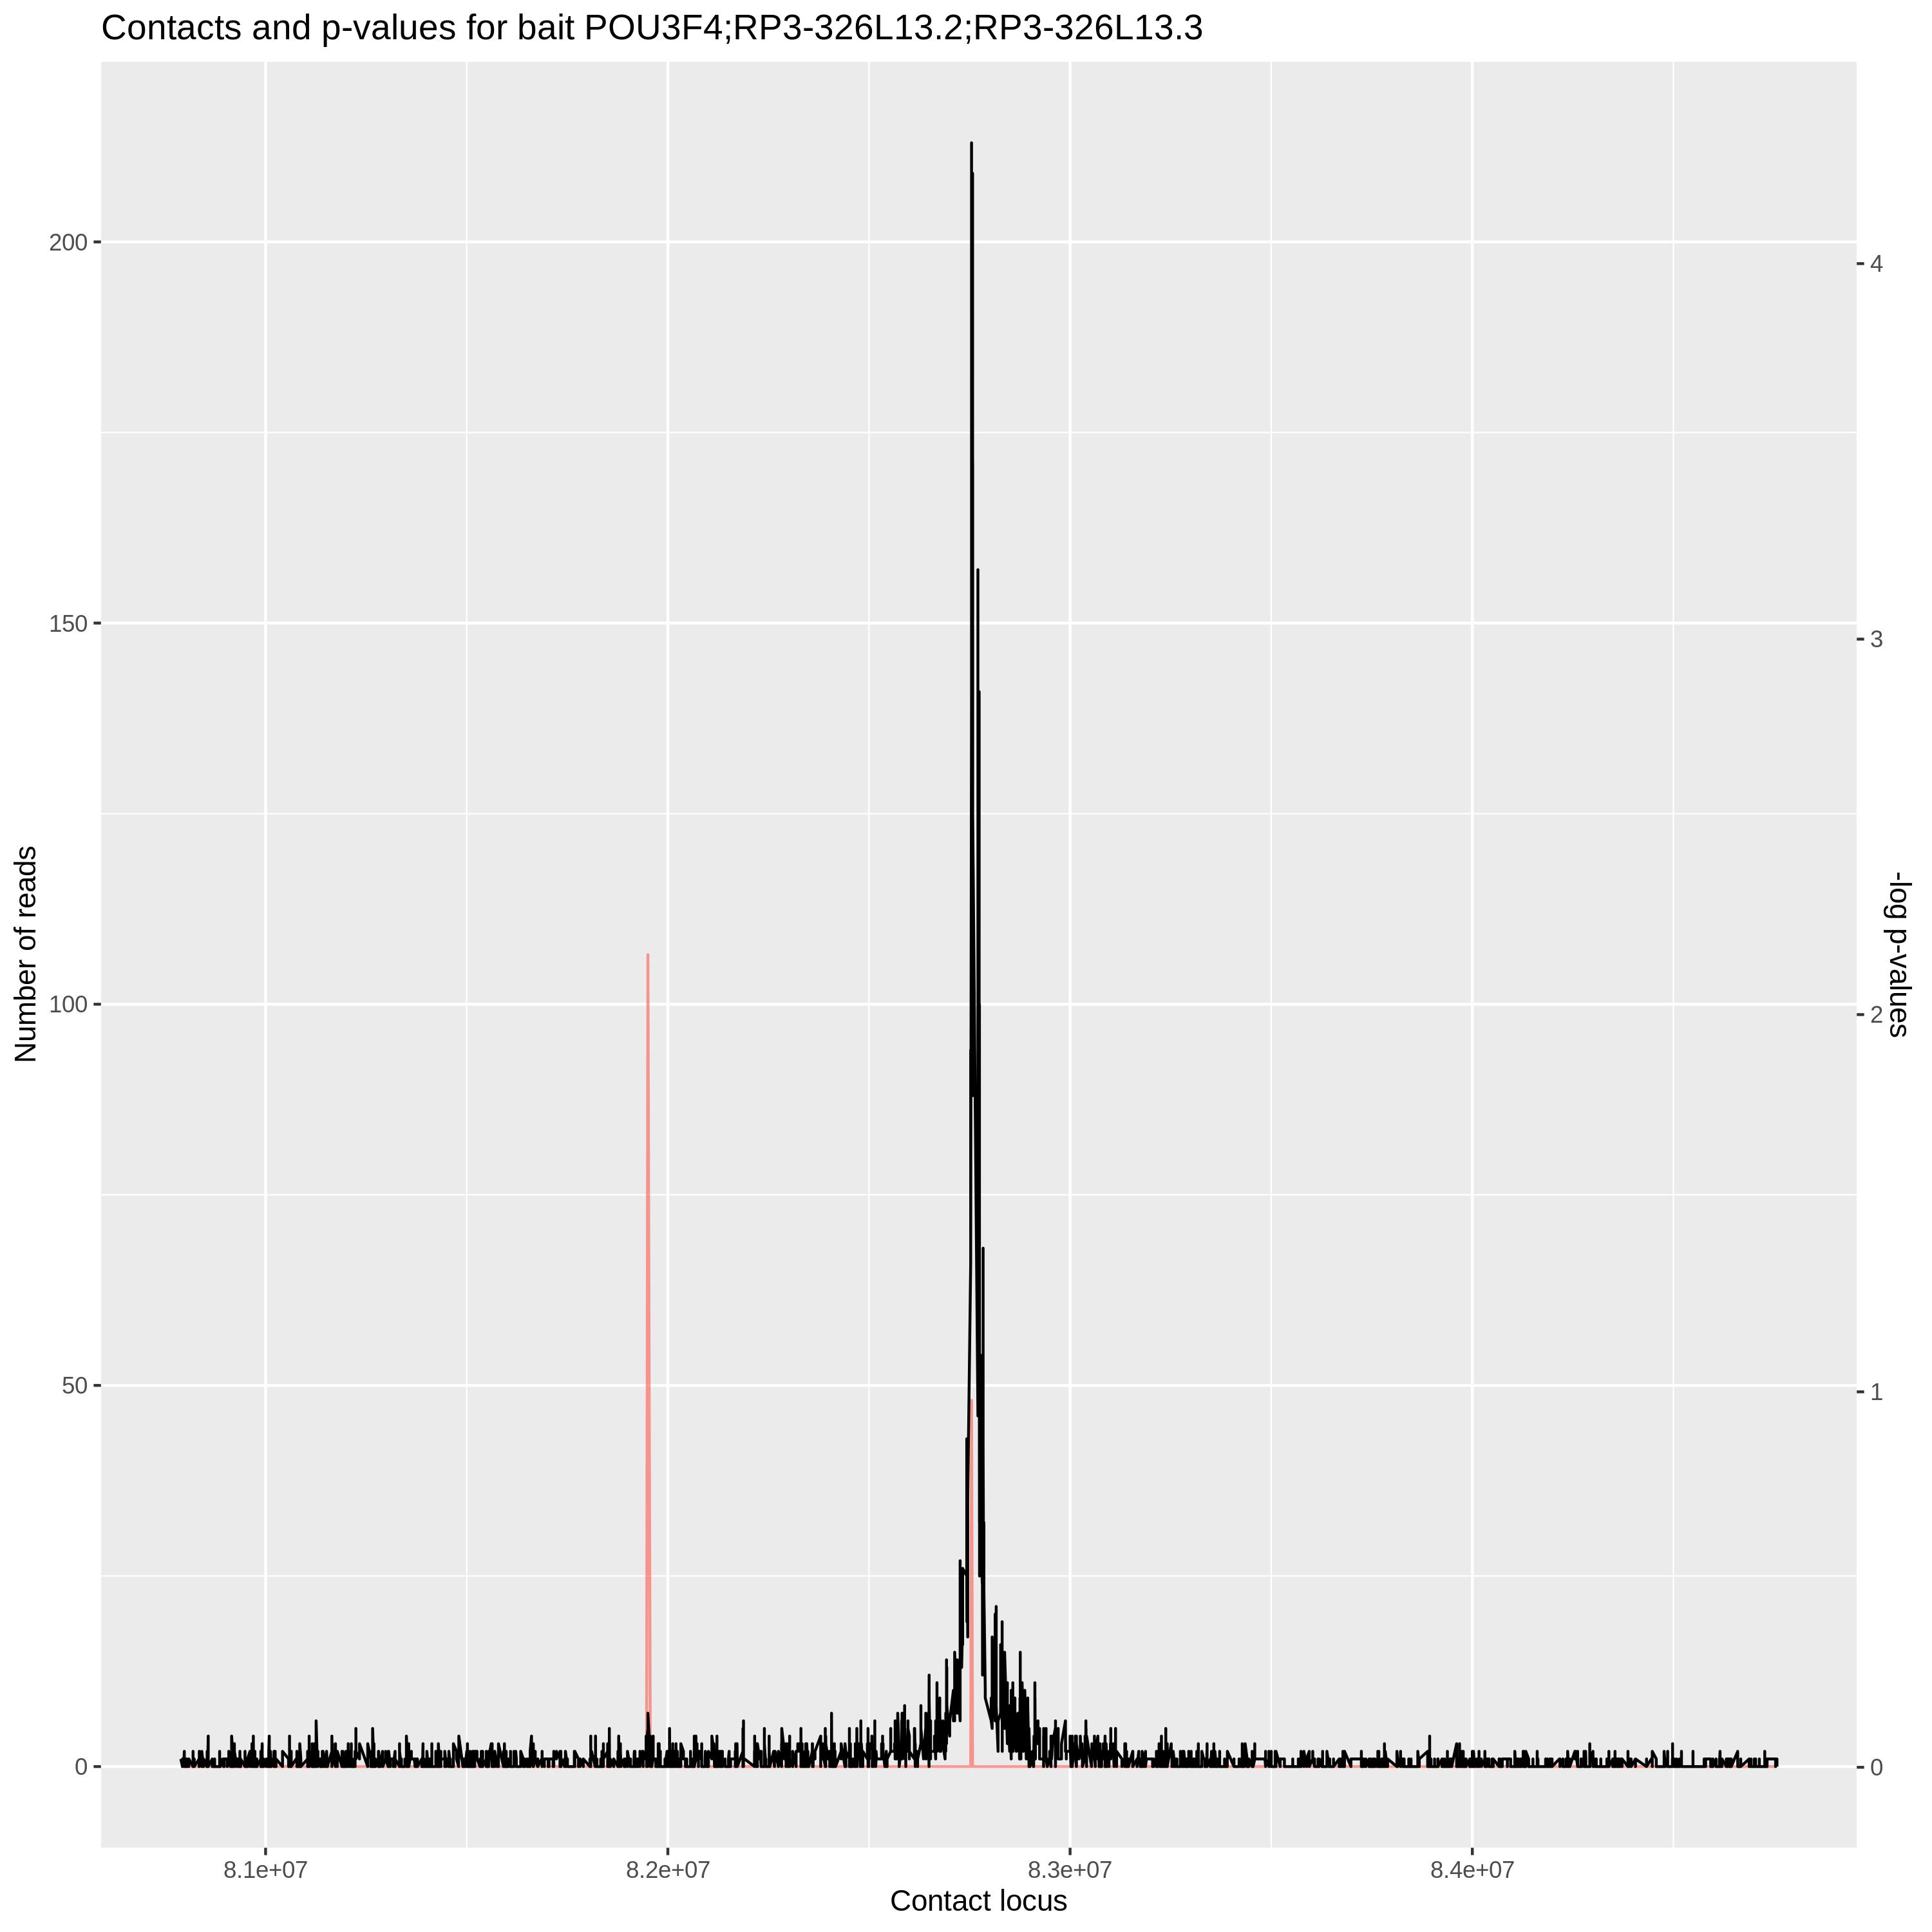 Contacts and p-values for bait POU3F4;RP3-326L13.2;RP3-326L13.3
200
150
100
50
0
Number of reads
4
3
2
1
0
-log p-values
8.1e+07
8.2e+07
8.3e+07
8.4e+07
Contact locus